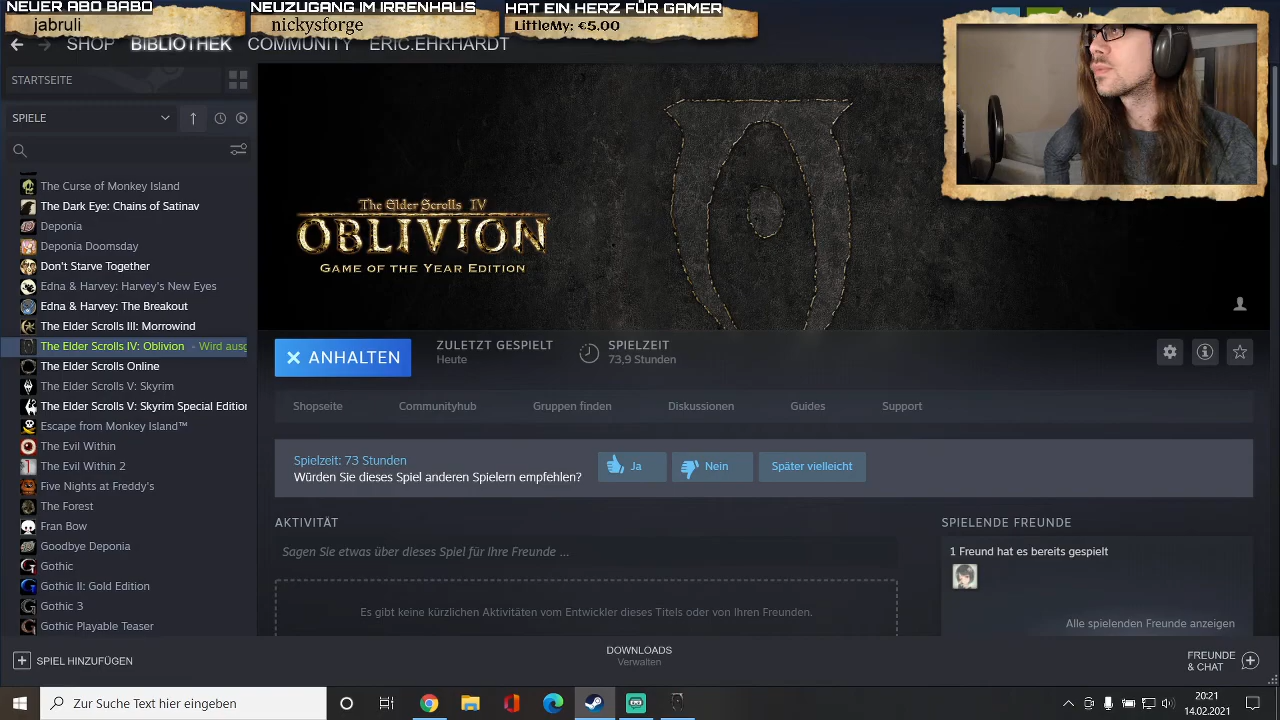 NEUER ABO BABO
jabruli
NEUZUGANG IM IRRENHAUS
nickysforge
HAT EIN HERZ FÜR GAMER
LittleMy: €5.00
SHOP
BIBLIOTHEK
COMMUNITY
ERIC.EHRHARDT
STARTSEITE
SPIELE
The Curse of Monkey Island
The Dark Eye: Chains of Satinav
Deponia
Deponia Doomsday
Don't Starve Together
Edna & Harvey: Harvey's New Eyes
Edna & Harvey: The Breakout
The Elder Scrolls III: Morrowind
The Elder Scrolls IV: Oblivion - Wird ausg
The Elder Scrolls Online
The Elder Scrolls V: Skyrim
The Elder Scrolls V: Skyrim Special Edition
Escape from Monkey Island™
The Evil Within
The Evil Within 2
Five Nights at Freddy's
The Forest
Fran Bow
Goodbye Deponia
Gothic
Gothic II: Gold Edition
Gothic 3
Gothic Playable Teaser
SPIEL HINZUFÜGEN
The Elder Scrolls IV
OBLIVION
GAME OF THE YEAR EDITION
ANHALTEN
ZULETZT GESPIELT
Heute
SPIELZEIT
73,9 Stunden
Shopseite
Communityhub
Gruppen finden
Diskussionen
Guides
Support
Spielzeit: 73 Stunden
Würden Sie dieses Spiel anderen Spielern empfehlen?
Ja
Nein
Später vielleicht
AKTIVITÄT
Sagen Sie etwas über dieses Spiel für Ihre Freunde ...
Es gibt keine kürzlichen Aktivitäten vom Entwickler dieses Titels oder von Ihren Freunden.
SPIELENDE FREUNDE
1 Freund hat es bereits gespielt
Alle spielenden Freunde anzeigen
DOWNLOADS
Verwalten
FREUNDE
& CHAT
Zur Suche Text hier eingeben
20:21
14.02.2021